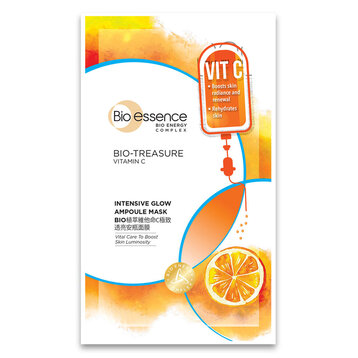 Bio essence
BIO ENERGY
COMPLEX
VIT C
• Boosts skin
radiance and
renewal
• Rehydrates
skin
BIO-TREASURE
VITAMIN C
INTENSIVE GLOW
AMPOULE MASK
BIO植萃維他命C極致
透亮安瓶面膜
Vital Care To Boost
Skin Luminosity